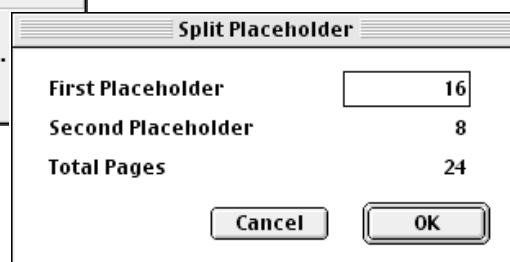 Split Placeholder
First Placeholder 16
Second Placeholder 8
Total Pages 24
Cancel OK